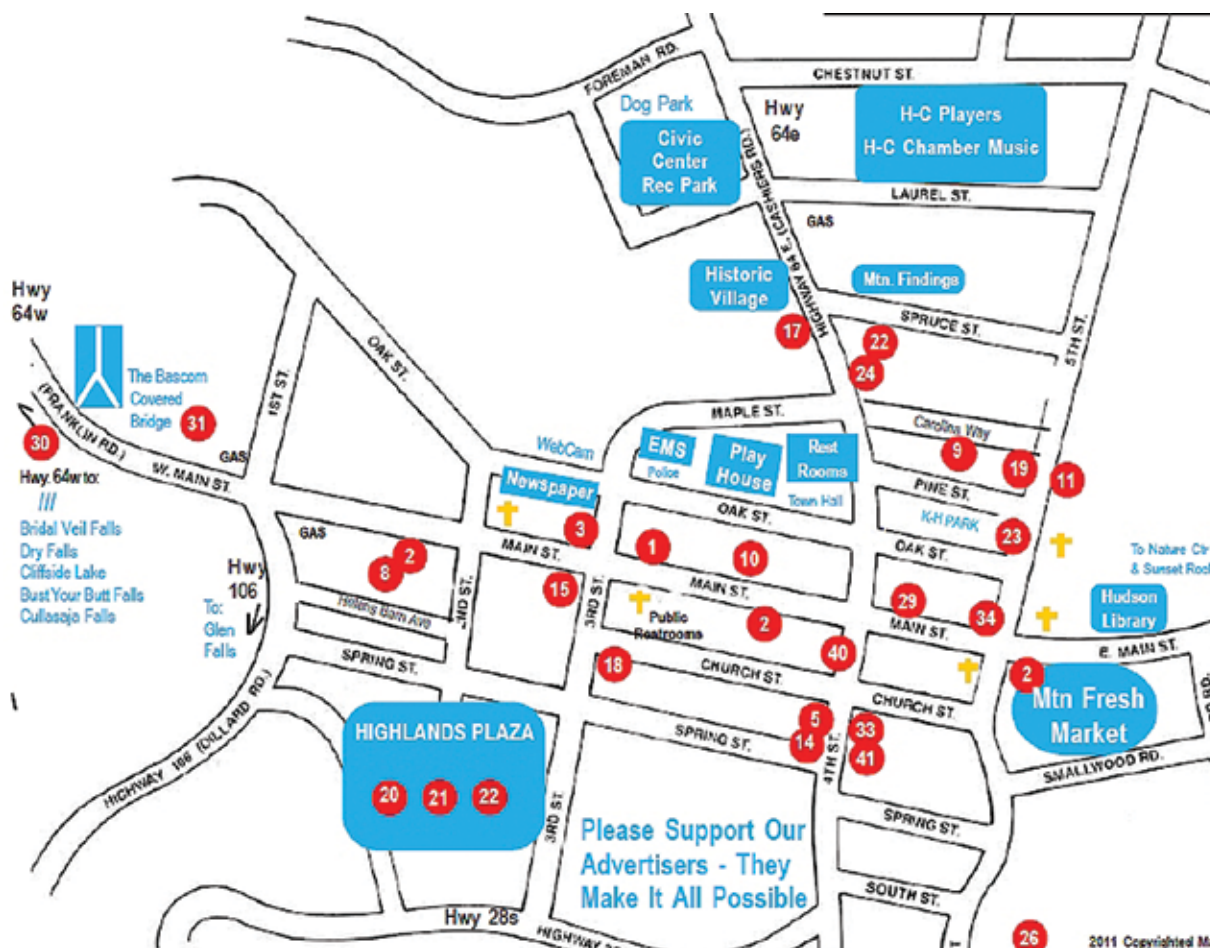 FOREMAN RD.
CHESTNUT ST.
Dog Park
Hwy
64e
H-C Players
H-C Chamber Music
Civic
Center
Rec Park
HIGHWAY 64 E. (CASHIERS RD.)
LAUREL ST.
GAS
Historic
Village
Mtn. Findings
SPRUCE ST.
17
22
24
5TH ST.
Hwy
64w
OAK ST.
1ST ST.
The Bascom
Covered
Bridge
31
30
(FRANKLIN RD.)
GAS
W. MAIN ST.
MAPLE ST.
Carolina Way
9
19
11
PINE ST.
WebCam
EMS
Police
Play
House
Rest
Rooms
Town Hall
Newspaper
K-H PARK
23
Hwy. 64w to:
///
Bridal Veil Falls
Dry Falls
Cliffside Lake
Bust Your Butt Falls
Cullasaja Falls
Hwy
106
To:
Glen
Falls
GAS
2
8
Helens Barn Ave
2ND ST.
3
MAIN ST.
15
3RD ST.
1
OAK ST.
10
MAIN ST.
OAK ST.
29
34
MAIN ST.
To Nature Ctr
& Sunset Rock
Hudson
Library
E. MAIN ST.
Public
Restrooms
2
40
18
CHURCH ST.
CHURCH ST.
2
Mtn Fresh
Market
SMALLWOOD RD.
SPRING ST.
SPRING ST.
5
14
4TH ST.
33
41
SPRING ST.
HIGHWAY 106 (DILLARD RD.)
HIGHLANDS PLAZA
20
21
22
3RD ST.
Please Support Our
Advertisers - They
Make It All Possible
SOUTH ST.
Hwy 28s
26
2011 Copyrighted